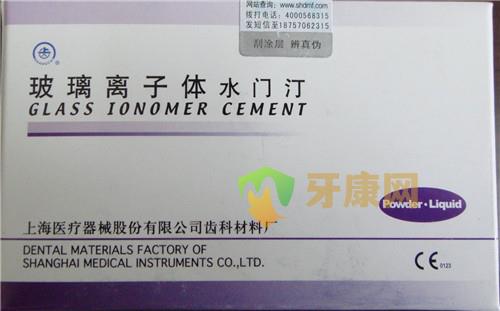 网站查询:www.shdmf.com
拨打电话:4000568315
发短信至18757062315
刮涂层 辨真伪
玻璃离子体水门汀
GLASS IONOMER CEMENT
牙康网
Powder·Liquid
上海医疗器械股份有限公司齿科材料厂
DENTAL MATERIALS FACTORY OF
SHANGHAI MEDICAL INSTRUMENTS CO.,LTD.
CE 0123